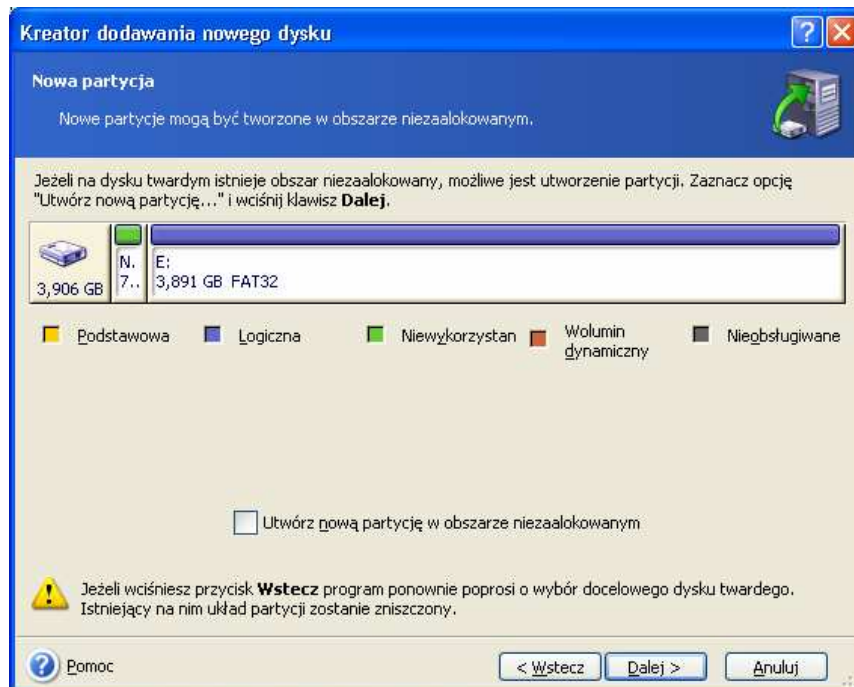 Kreator dodawania nowego dysku
Nowa partycja
Nowe partycje mogą być tworzone w obszarze niezaalokowanym.
Jeżeli na dysku twardym istnieje obszar niezaalokowany, możliwe jest utworzenie partycji. Zaznacz opcję
"Utwórz nową partycję..." i wciśnij klawisz Dalej.
3,906 GB
N.
7..
E:
3,891 GB FAT32
Podstawowa
Logiczna
Niewykorzystan
Wolumin
dynamiczny
Nieobsługiwane
Utwórz nową partycję w obszarze niezaalokowanym
Jeżeli wciśniesz przycisk Wstecz program ponownie poprosi o wybór docelowego dysku twardego.
Istniejący na nim układ partycji zostanie zniszczony.
Pomoc
< Wstecz
Dalej >
Anuluj